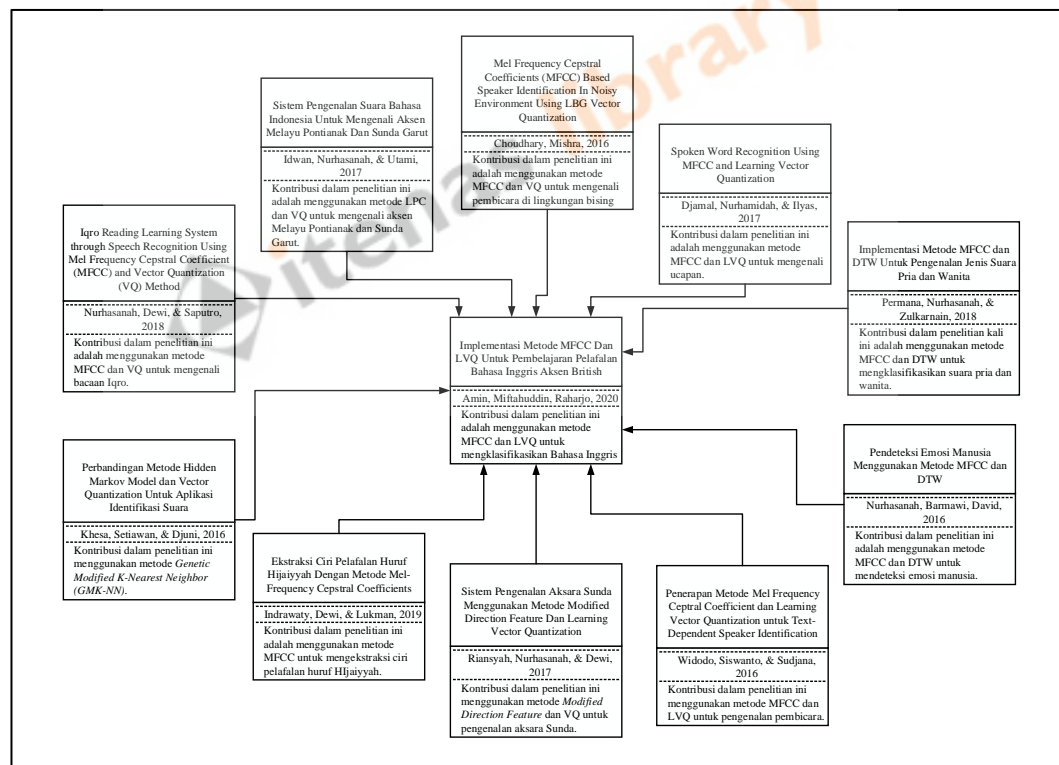 itenas library
Mel Frequency Cepstral
Coefficients (MFCC) Based
Speaker Identification In Noisy
Environment Using LBG Vector
Quantization
Choudhary, Mishra, 2016
Kontribusi dalam penelitian ini
adalah menggunakan metode
MFCC dan VQ untuk mengenali
pembicara di lingkungan bising
Sistem Pengenalan Suara Bahasa
Indonesia Untuk Mengenali Aksen
Melayu Pontianak Dan Sunda
Garut
Idwan, Nurhasanah, & Utami,
2017
Kontribusi dalam penelitian ini
adalah menggunakan metode LPC
dan VQ untuk mengenali aksen
Melayu Pontianak dan Sunda
Garut.
Spoken Word Recognition Using
MFCC and Learning Vector
Quantization
Djamal, Nurhamidah, & Ilyas,
2017
Kontribusi dalam penelitian ini
adalah menggunakan metode
MFCC dan LVQ untuk mengenali
ucapan.
Iqro Reading Learning System
through Speech Recognition Using
Mel Frequency Cepstral Coefficient
(MFCC) and Vector Quantization
(VQ) Method
Nurhasanah, Dewi, & Saputro,
2018
Kontribusi dalam penelitian ini
adalah menggunakan metode
MFCC dan VQ untuk mengenali
bacaan Iqro.
Implementasi Metode MFCC dan
DTW Untuk Pengenalan Jenis Suara
Pria dan Wanita
Permana, Nurhasanah, &
Zulkarnain, 2018
Kontribusi dalam penelitian kali
ini adalah menggunakan metode
MFCC dan DTW untuk
mengklasifikasikan suara pria dan
wanita.
Implementasi Metode MFCC Dan
LVQ Untuk Pembelajaran Pelafalan
Bahasa Inggris Aksen British
Amin, Miftahuddin, Raharjo, 2020
Kontribusi dalam penelitian ini
adalah menggunakan metode
MFCC dan LVQ untuk
mengklasifikasikan Bahasa Inggris
Perbandingan Metode Hidden
Markov Model dan Vector
Quantization Untuk Aplikasi
Identifikasi Suara
Khesa, Setiawan, & Djuni, 2016
Kontribusi dalam penelitian ini
menggunakan metode Genetic
Modified K-Nearest Neighbor
(GMK-NN).
Pendeteksi Emosi Manusia
Menggunakan Metode MFCC dan
DTW
Nurhasanah, Barmawi, David,
2016
Kontribusi dalam penelitian ini
adalah menggunakan metode
MFCC dan DTW untuk
mendeteksi emosi manusia.
Ekstraksi Ciri Pelafalan Huruf
Hijaiyyah Dengan Metode Mel-
Frequency Cepstral Coefficients
Indrawaty, Dewi, & Lukman, 2019
Kontribusi dalam penelitian ini
adalah menggunakan metode
MFCC untuk mengekstraksi ciri
pelafalan huruf HIjaiyyah.
Sistem Pengenalan Aksara Sunda
Menggunakan Metode Modified
Direction Feature Dan Learning
Vector Quantization
Riansyah, Nurhasanah, & Dewi,
2017
Kontribusi dalam penelitian ini
menggunakan metode Modified
Direction Feature dan VQ untuk
pengenalan aksara Sunda.
Penerapan Metode Mel Frequency
Ceptral Coefficient dan Learning
Vector Quantization untuk Text-
Dependent Speaker Identification
Widodo, Siswanto, & Sudjana,
2016
Kontribusi dalam penelitian ini
menggunakan metode MFCC dan
LVQ untuk pengenalan pembicara.